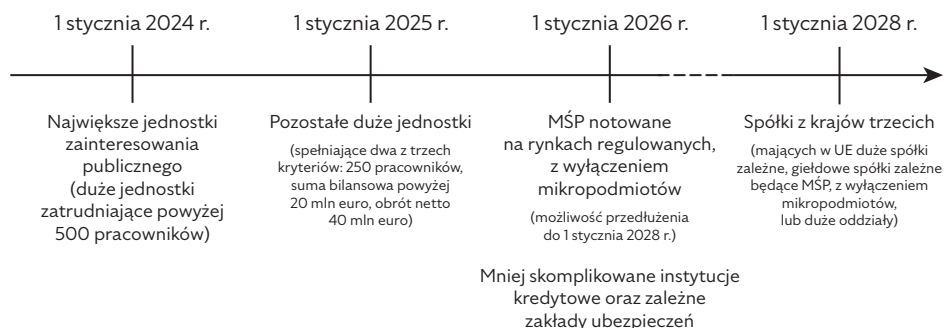 1 stycznia 2024 r.
1 stycznia 2025 r.
1 stycznia 2026 r.
1 stycznia 2028 r.
Największe jednostki
zainteresowania
publicznego
(duże jednostki
zatrudniające powyżej
500 pracowników)
Pozostałe duże jednostki
(spełniające dwa z trzech
kryteriów: 250 pracowników,
suma bilansowa powyżej
20 mln euro, obrót netto
40 mln euro)
MŚP notowane
na rynkach regulowanych,
z wyłączeniem
mikropodmiotów
(możliwość przedłużenia
do 1 stycznia 2028 r.)
Mniej skomplikowane instytucje
kredytowe oraz zależne
zakłady ubezpieczeń
Spółki z krajów trzecich
(mających w UE duże spółki
zależne, giełdowe spółki zależne
będące MŚP, z wyłączeniem
mikropodmiotów,
lub duże oddziały)